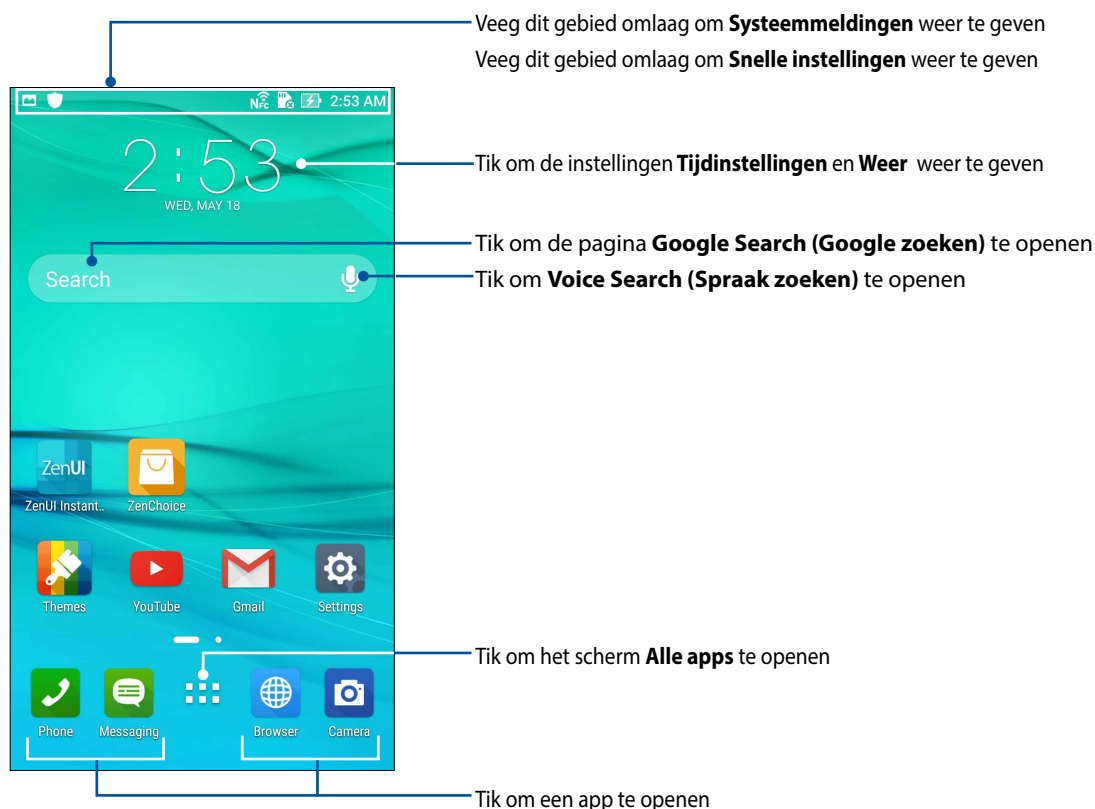 Veeg dit gebied omlaag om Systeemmeldingen weer te geven
Veeg dit gebied omlaag om Snelle instellingen weer te geven
NFC 2:53 AM
2:53
WED, MAY 18
Tik om de instellingen Tijdinstellingen en Weer weer te geven
Tik om de pagina Google Search (Google zoeken) te openen
Search
Tik om Voice Search (Spraak zoeken) te openen
ZenUI
ZenUI Instant..
ZenChoice
Themes
YouTube
Gmail
Settings
Tik om het scherm Alle apps te openen
Phone
Messaging
Browser
Camera
Tik om een app te openen